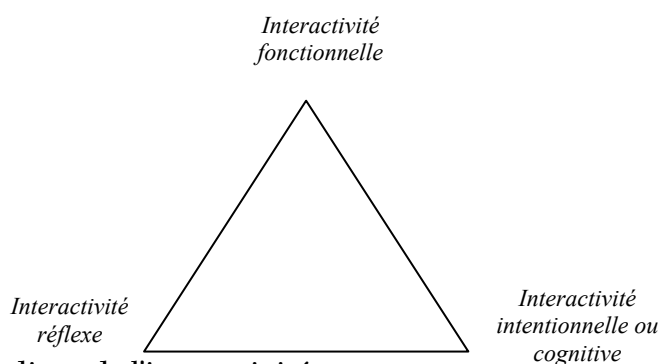 Interactivité
fonctionnelle
Interactivité
réflexe
Interactivité
intentionnelle ou
cognitive